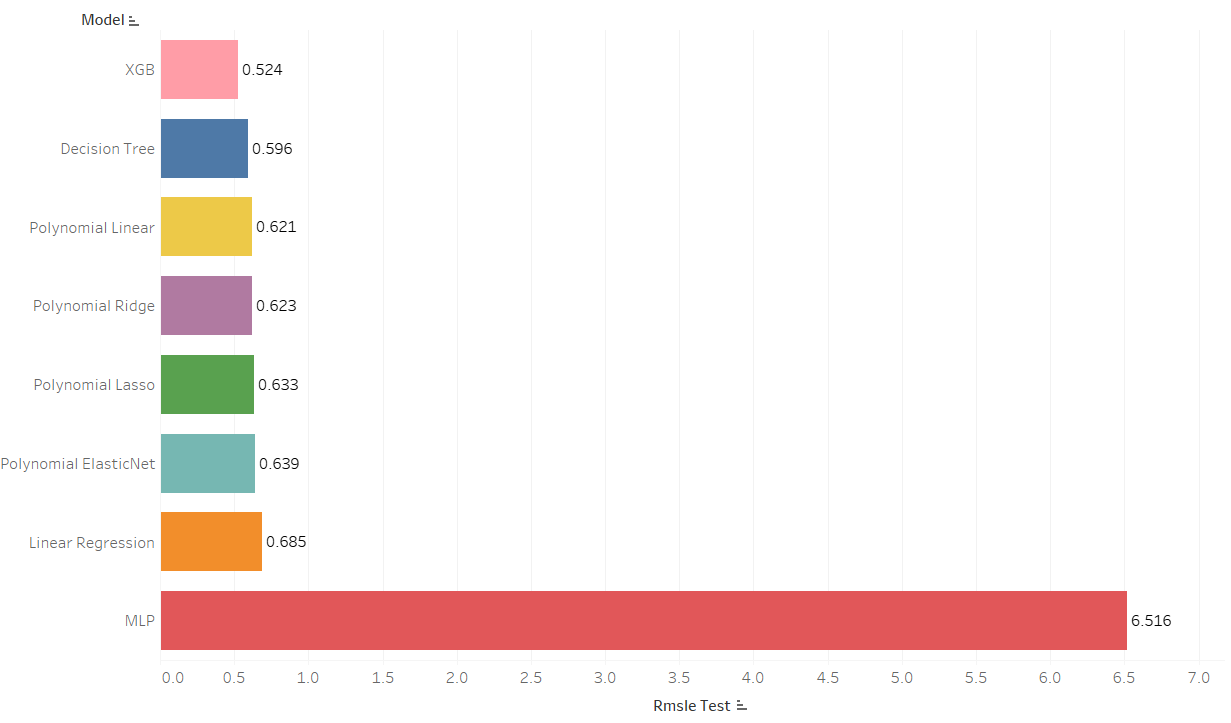 Model
XGB 0.524
Decision Tree 0.596
Polynomial Linear 0.621
Polynomial Ridge 0.623
Polynomial Lasso 0.633
Polynomial ElasticNet 0.639
Linear Regression 0.685
MLP 6.516
0.0 0.5 1.0 1.5 2.0 2.5 3.0 3.5 4.0 4.5 5.0 5.5 6.0 6.5 7.0
Rmsle Test